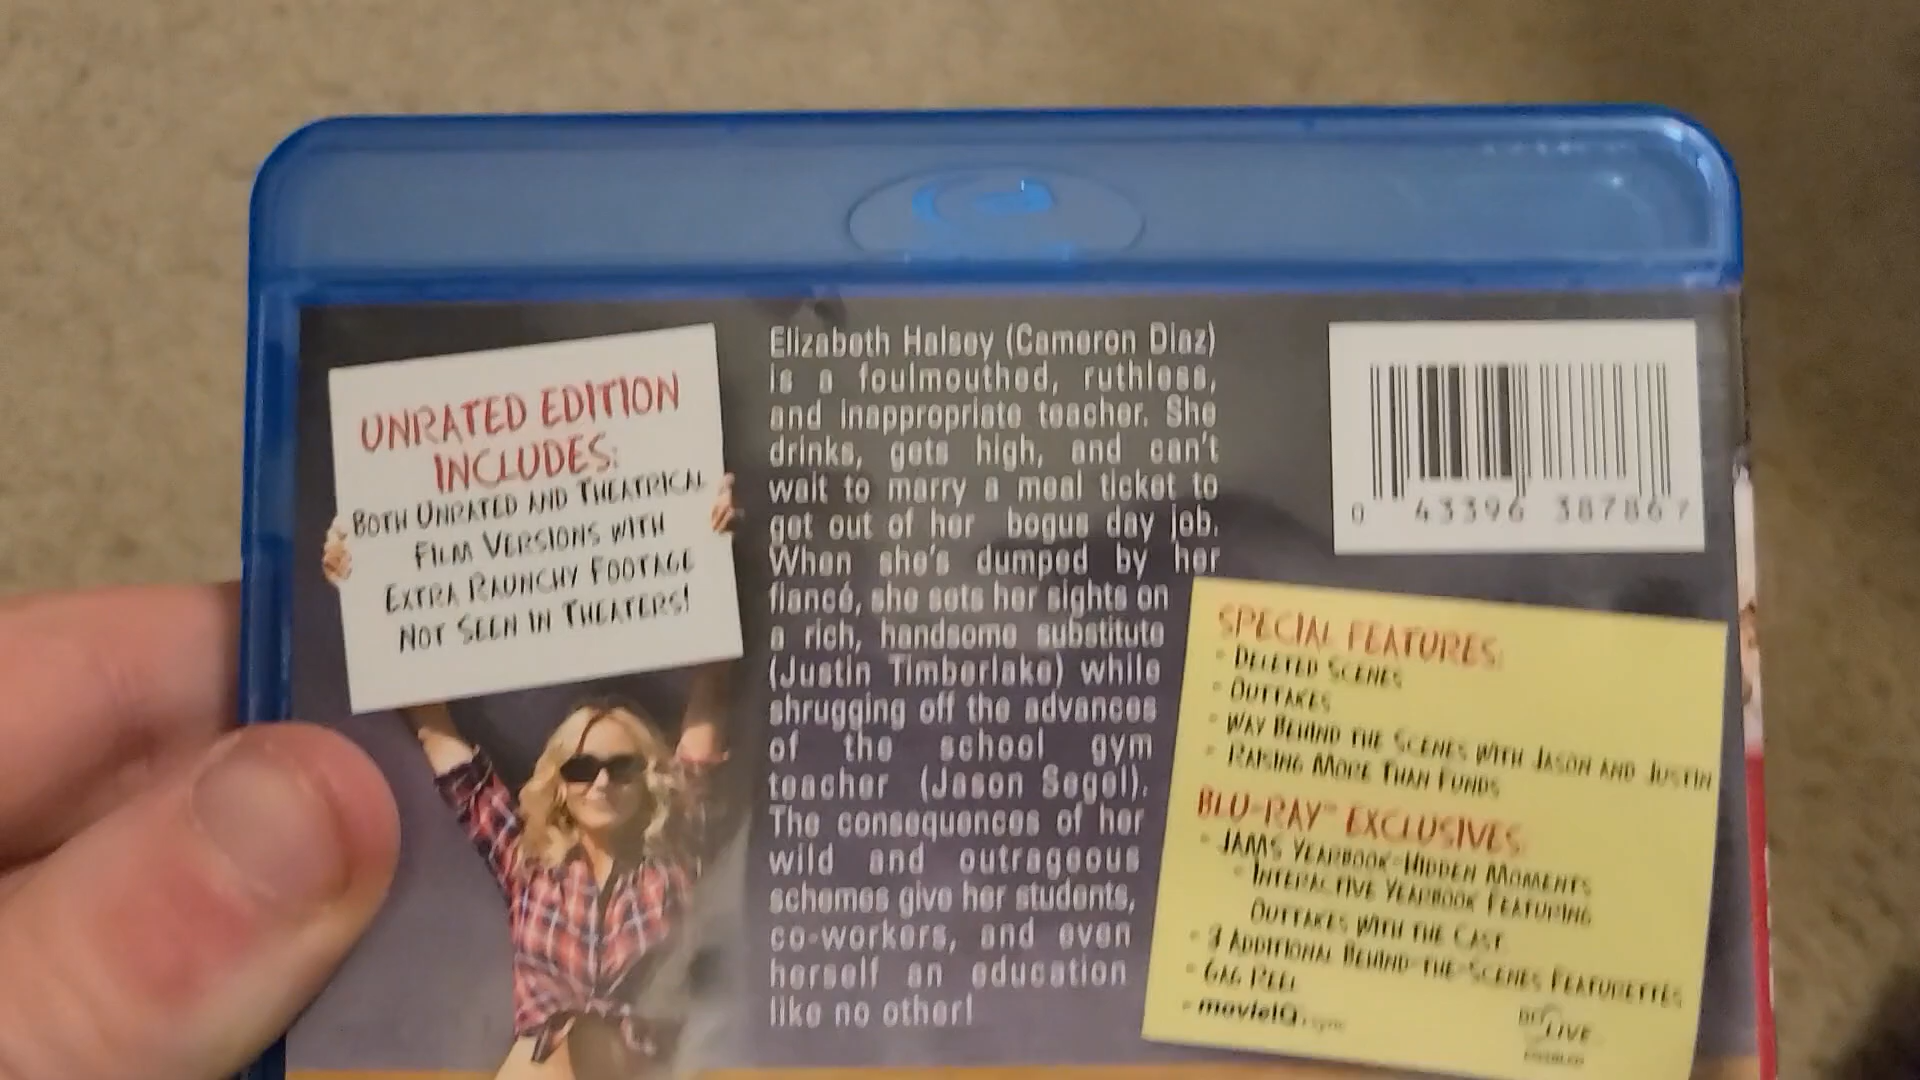 UNRATED EDITION
INCLUDES:
BOTH UNRATED AND THEATRICAL
FILM VERSIONS WITH
EXTRA RAUNCHY FOOTAGE
NOT SEEN IN THEATERS!
Elizabeth Halsey (Cameron Diaz)
is a foulmouthed, ruthless,
and inappropriate teacher. She
drinks, gets high, and can't
wait to marry a meal ticket to
get out of her bogus day job.
When she's dumped by her
fiancé, she sets her sights on
a rich, handsome substitute
(Justin Timberlake) while
shrugging off the advances
of the school gym
teacher (Jason Segel).
The consequences of her
wild and outrageous
schemes give her students,
co-workers, and even
herself an education
like no other!
0 43396 38786 7
SPECIAL FEATURES:
- DELETED SCENES
- OUTTAKES
- WAY BEHIND THE SCENES WITH JASON AND JUSTIN
- RAISING MORE THAN FUNDS
BLU-RAY™ EXCLUSIVES:
- JAMS YEARBOOK-HIDDEN MOMENTS
- INTERACTIVE YEARBOOK FEATURING
OUTTAKES WITH THE CAST
- 3 ADDITIONAL BEHIND-THE-SCENES FEATURETTES
- GAG REEL
- movieIQ+sync
BD LIVE